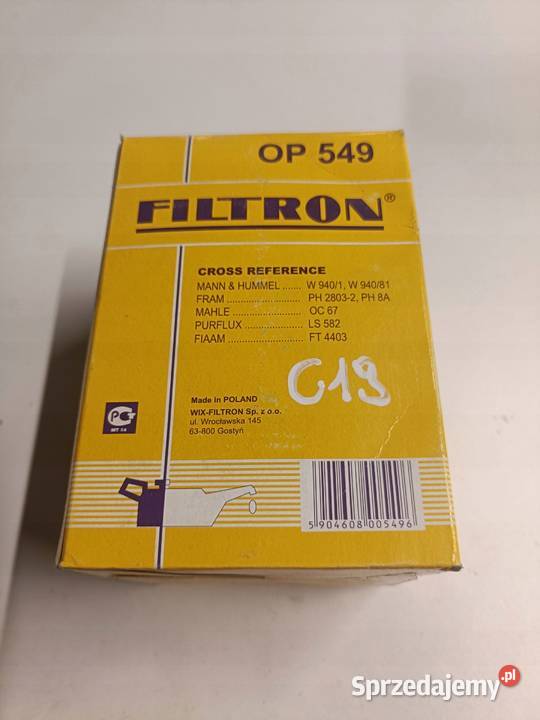 OP 549
FILTRON®
CROSS REFERENCE
MANN & HUMMEL ...... W 940/1, W 940/81
FRAM ........................ PH 2803-2, PH 8A
MAHLE ...................... OC 67
PURFLUX ................... LS 582
FIAAM ........................ FT 4403
C19
Made in POLAND
WIX-FILTRON Sp. z o.o.
ul. Wrocławska 145
63-800 Gostyń
5 904608 005496
Sprzedajemy.pl